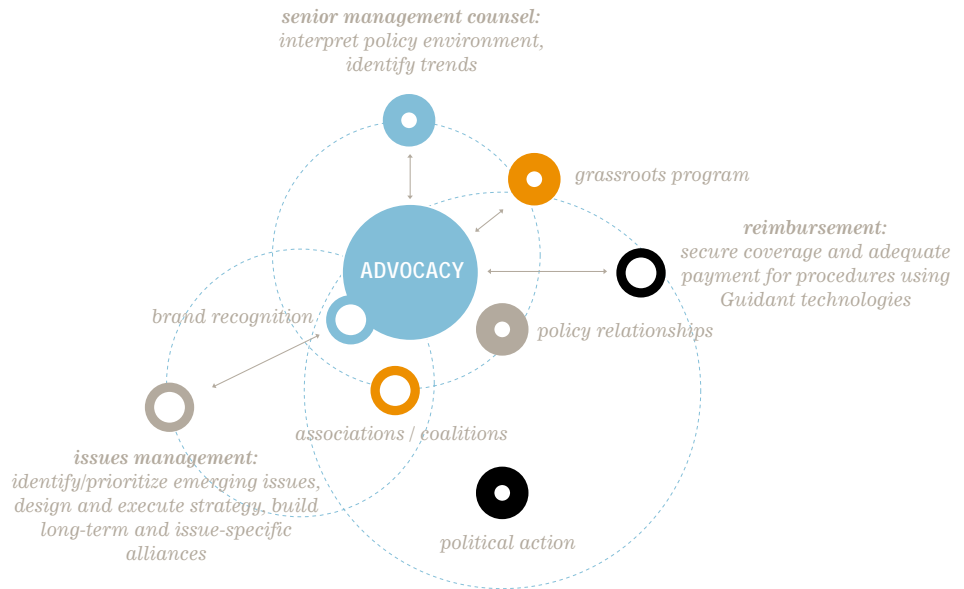 senior management counsel:
interpret policy environment,
identify trends
grassroots program
reimbursement:
secure coverage and adequate
payment for procedures using
Guidant technologies
ADVOCACY
brand recognition
policy relationships
associations / coalitions
issues management:
identify/prioritize emerging issues,
design and execute strategy, build
long-term and issue-specific
alliances
political action